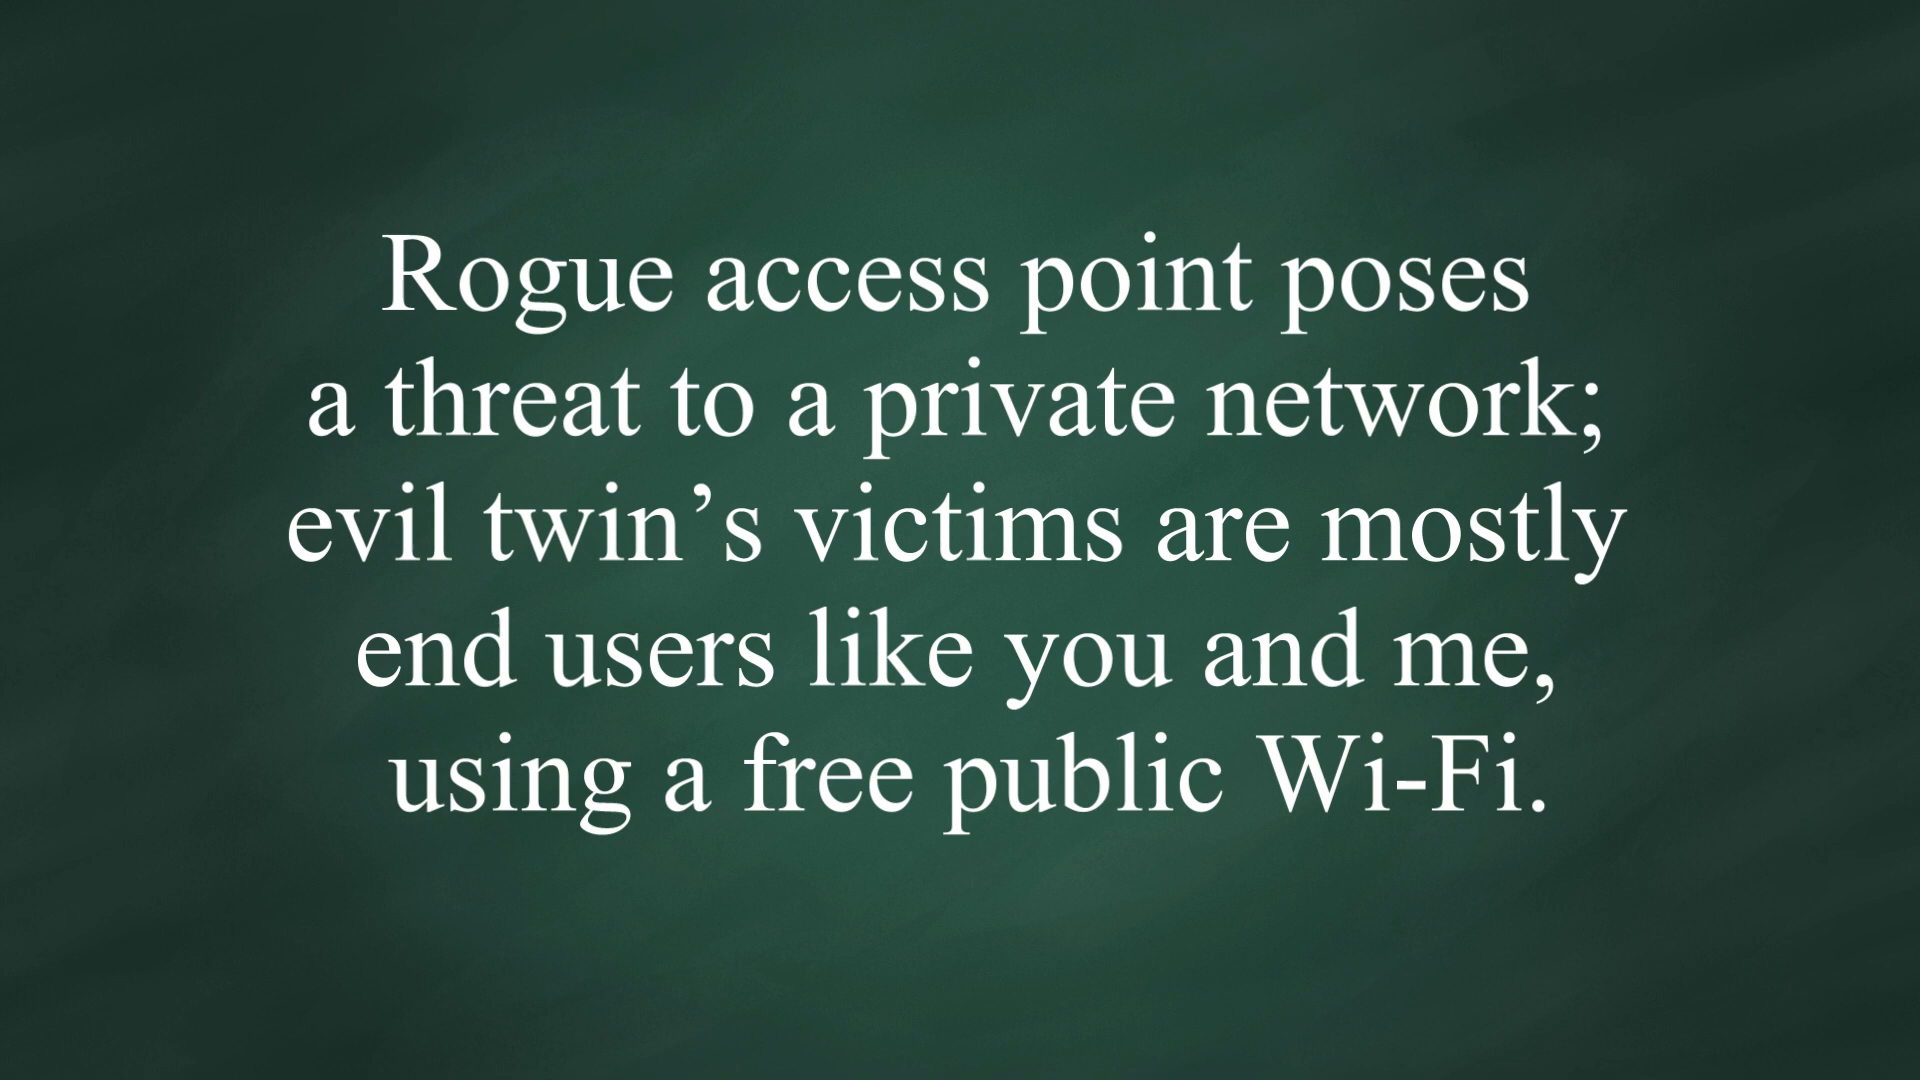 Rogue access point poses
a threat to a private network;
evil twin’s victims are mostly
end users like you and me,
using a free public Wi-Fi.